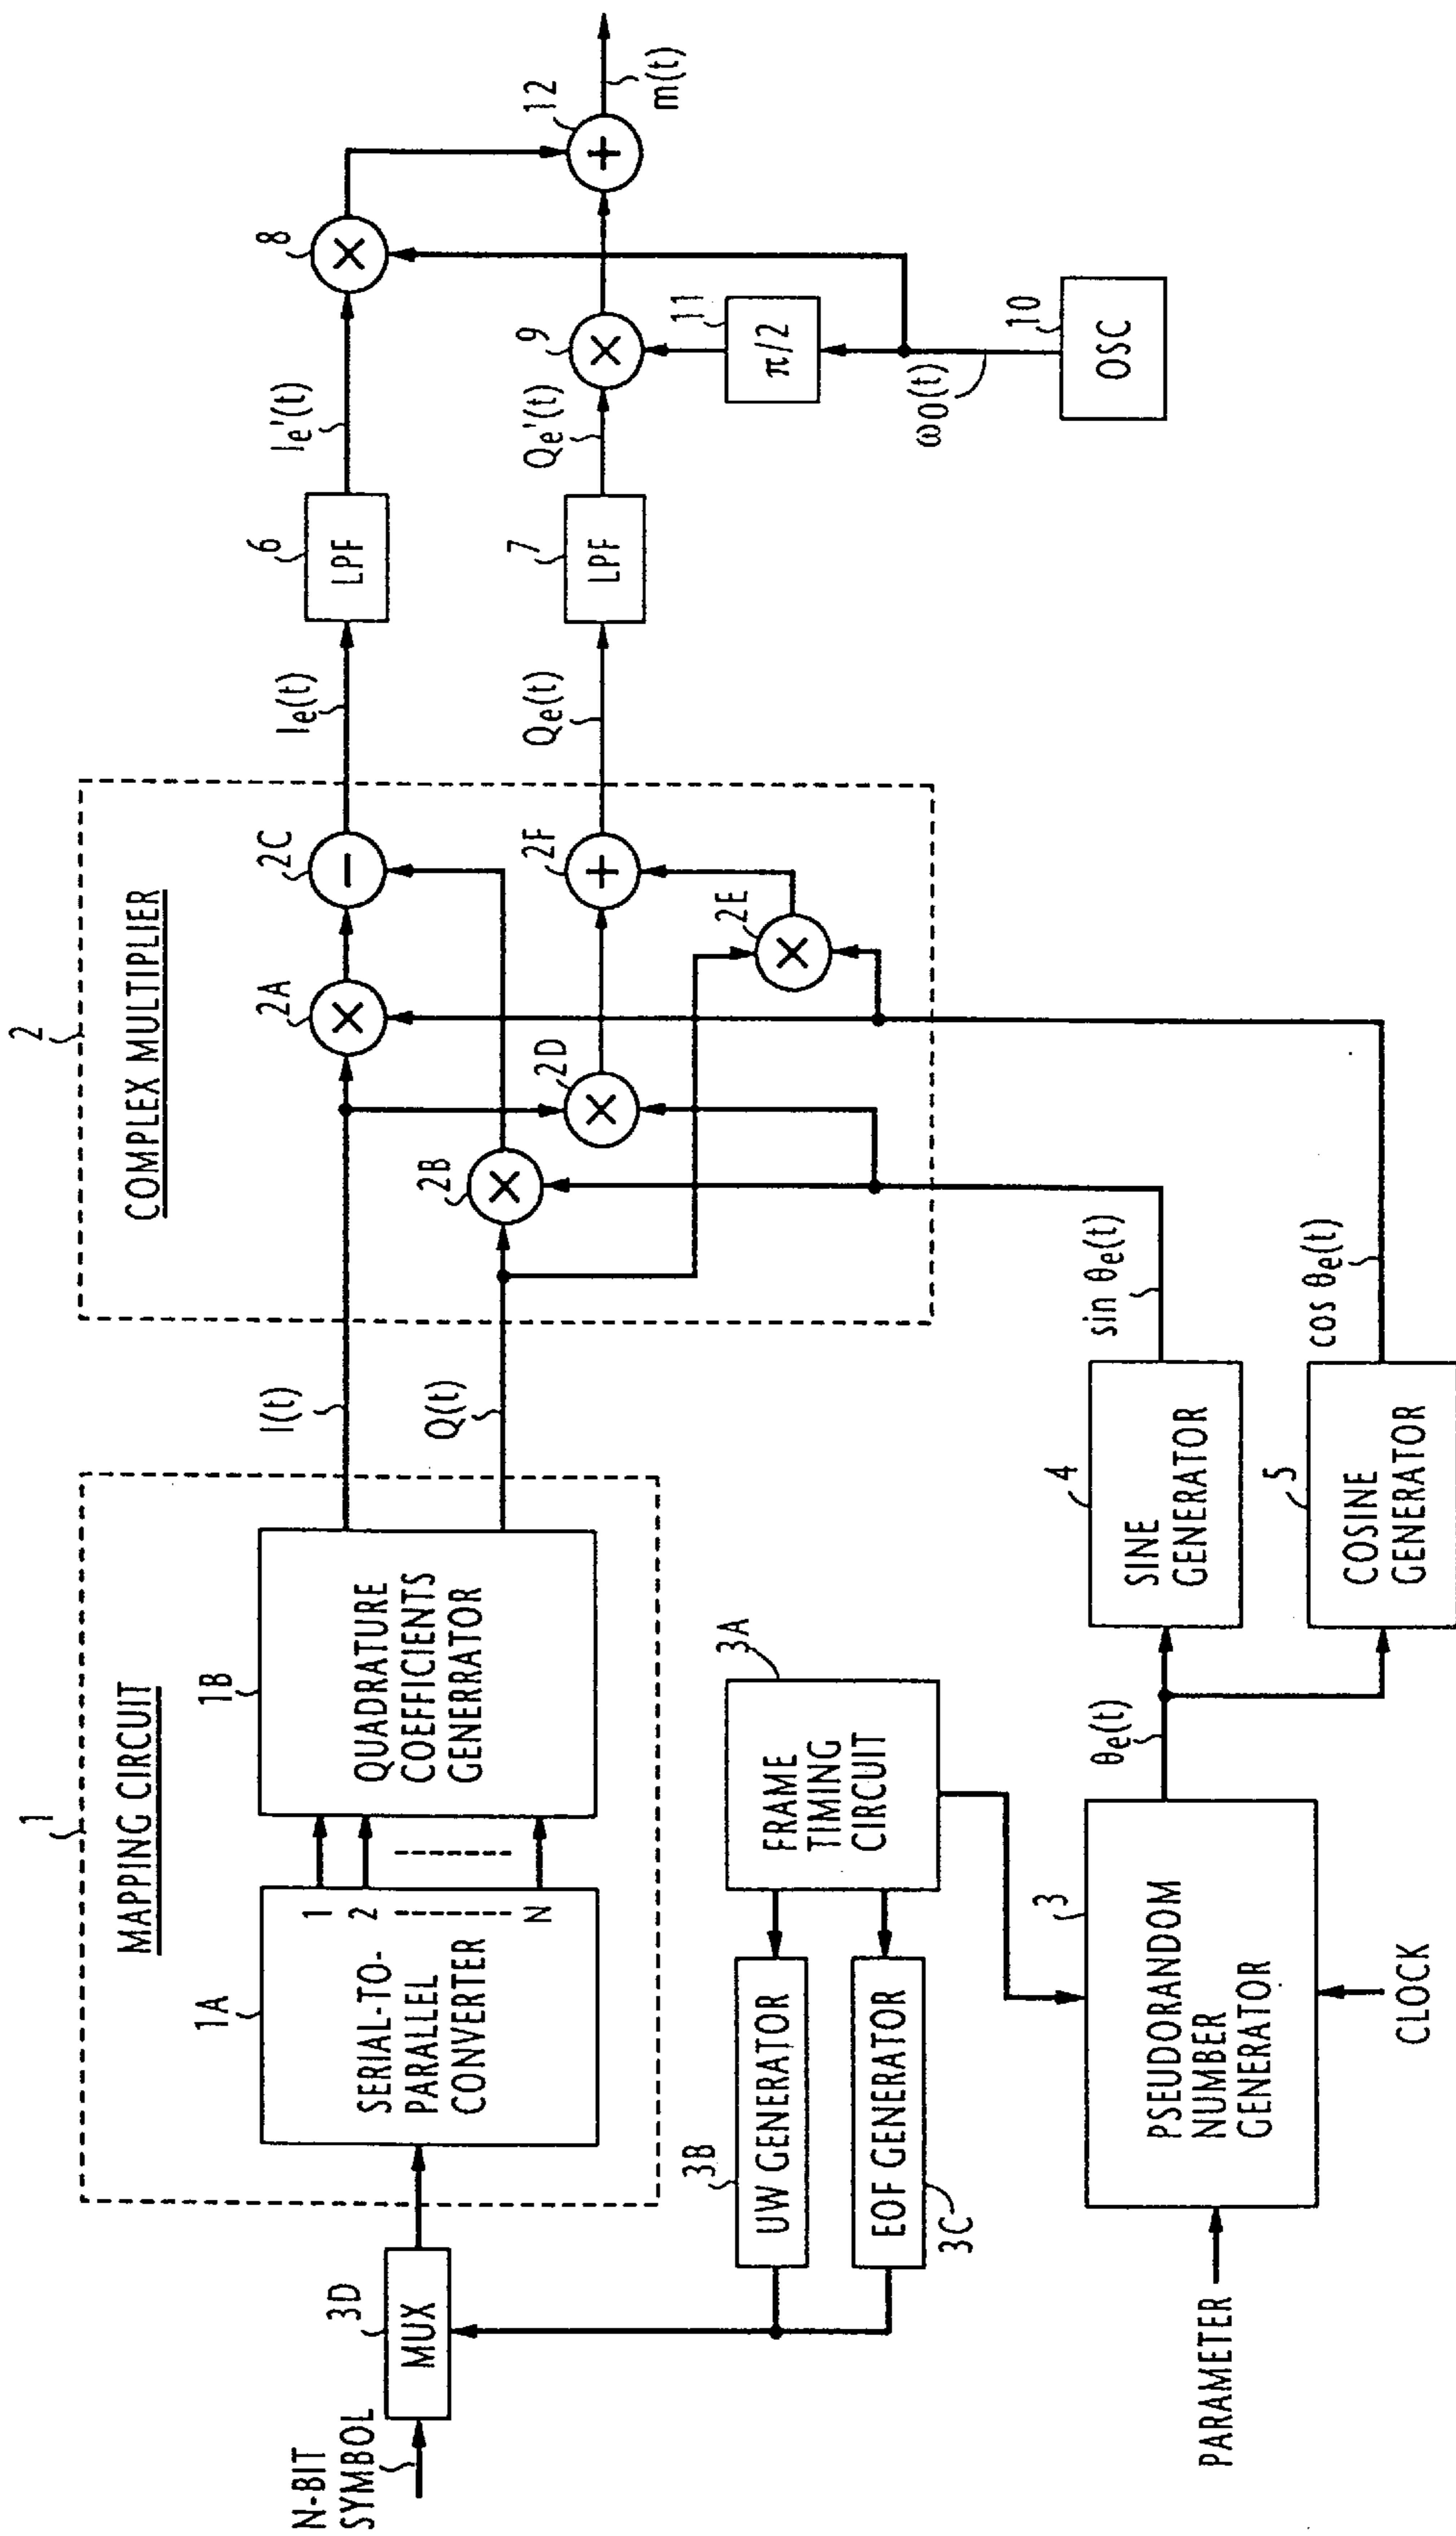 N-BIT
SYMBOL
3D
MUX
1
MAPPING CIRCUIT
1A
SERIAL-TO-
PARALLEL
CONVERTER
1
2
N
1B
QUADRATURE
COEFFICIENTS
GENERRATOR
I(t)
Q(t)
2
COMPLEX MULTIPLIER
2A
×
2B
×
2C
−
2D
×
2E
×
2F
+
Ie(t)
Qe(t)
6
LPF
7
LPF
Ie'(t)
Qe'(t)
8
×
9
×
11
π/2
ω0(t)
10
OSC
12
+
m(t)
3B
UW GENERATOR
EOF GENERATOR
3C
3A
FRAME
TIMING
CIRCUIT
PARAMETER
3
PSEUDORANDOM
NUMBER
GENERATOR
CLOCK
θe(t)
4
SINE
GENERATOR
sin θe(t)
5
COSINE
GENERATOR
cos θe(t)